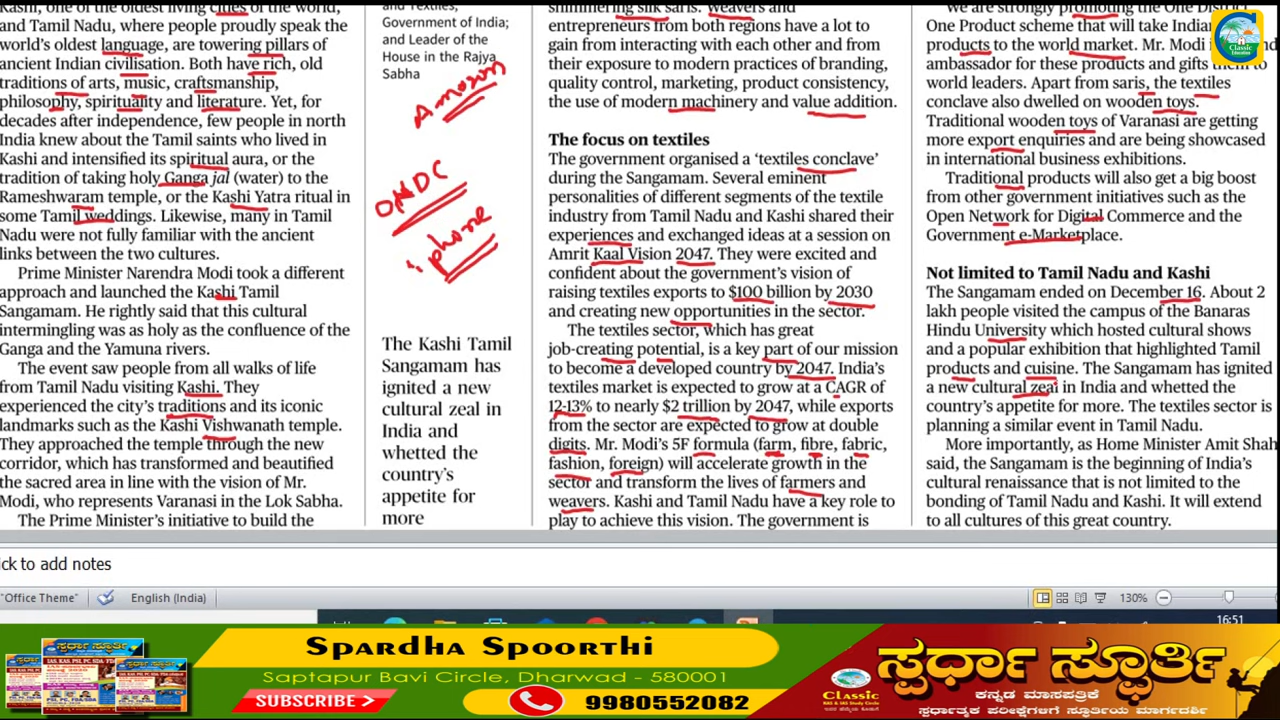 Kashi, one of the oldest living cities of the world,
and Tamil Nadu, where people proudly speak the
world's oldest language, are towering pillars of
ancient Indian civilisation. Both have rich, old
traditions of arts, music, craftsmanship,
philosophy, spirituality and literature. Yet, for
decades after independence, few people in north
India knew about the Tamil saints who lived in
Kashi and intensified its spiritual aura, or the
tradition of taking holy Ganga jal (water) to the
Rameshwaram temple, or the Kashi Yatra ritual in
some Tamil weddings. Likewise, many in Tamil
Nadu were not fully familiar with the ancient
links between the two cultures.
Prime Minister Narendra Modi took a different
approach and launched the Kashi Tamil
Sangamam. He rightly said that this cultural
intermingling was as holy as the confluence of the
Ganga and the Yamuna rivers.
The event saw people from all walks of life
from Tamil Nadu visiting Kashi. They
experienced the city's traditions and its iconic
landmarks such as the Kashi Vishwanath temple.
They approached the temple through the new
corridor, which has transformed and beautified
the sacred area in line with the vision of Mr.
Modi, who represents Varanasi in the Lok Sabha.
The Prime Minister's initiative to build the
and Textiles,
Government of India;
and Leader of the
House in the Rajya
Sabha
Amazon
ONDC
phone
The Kashi Tamil
Sangamam has
ignited a new
cultural zeal in
India and
whetted the
country's
appetite for
more
shimmering silk saris. Weavers and
entrepreneurs from both regions have a lot to
gain from interacting with each other and from
their exposure to modern practices of branding,
quality control, marketing, product consistency,
the use of modern machinery and value addition.
The focus on textiles
The government organised a 'textiles conclave'
during the Sangamam. Several eminent
personalities of different segments of the textile
industry from Tamil Nadu and Kashi shared their
experiences and exchanged ideas at a session on
Amrit Kaal Vision 2047. They were excited and
confident about the government's vision of
raising textiles exports to $100 billion by 2030
and creating new opportunities in the sector.
The textiles sector, which has great
job-creating potential, is a key part of our mission
to become a developed country by 2047. India's
textiles market is expected to grow at a CAGR of
12-13% to nearly $2 trillion by 2047, while exports
from the sector are expected to grow at double
digits. Mr. Modi's 5F formula (farm, fibre, fabric,
fashion, foreign) will accelerate growth in the
sector and transform the lives of farmers and
weavers. Kashi and Tamil Nadu have a key role to
play to achieve this vision. The government is
We are strongly promoting the One District
One Product scheme that will take Indian
products to the world market. Mr. Modi is
ambassador for these products and gifts them to
world leaders. Apart from saris, the textiles
conclave also dwelled on wooden toys.
Traditional wooden toys of Varanasi are getting
more export enquiries and are being showcased
in international business exhibitions.
Traditional products will also get a big boost
from other government initiatives such as the
Open Network for Digital Commerce and the
Government e-Marketplace.
Not limited to Tamil Nadu and Kashi
The Sangamam ended on December 16. About 2
lakh people visited the campus of the Banaras
Hindu University which hosted cultural shows
and a popular exhibition that highlighted Tamil
products and cuisine. The Sangamam has ignited
a new cultural zeal in India and whetted the
country's appetite for more. The textiles sector is
planning a similar event in Tamil Nadu.
More importantly, as Home Minister Amit Shah
said, the Sangamam is the beginning of India's
cultural renaissance that is not limited to the
bonding of Tamil Nadu and Kashi. It will extend
to all cultures of this great country.
Classic
Education
ck to add notes
"Office Theme"
English (India)
130%
16:51
Spardha Spoorthi
Saptapur Bavi Circle, Dharwad - 580001
SUBSCRIBE
9980552082
ಸ್ಪರ್ಧಾ ಸ್ಫೂರ್ತಿ
ಕನ್ನಡ ಮಾಸಪತ್ರಿಕೆ
ಸ್ಪರ್ಧಾತ್ಮಕ ಪರೀಕ್ಷೆಗಳಿಗೆ ಸ್ಫೂರ್ತಿಯ ಮಾರ್ಗದರ್ಶಿ
Classic
IAS & KAS Study Circle